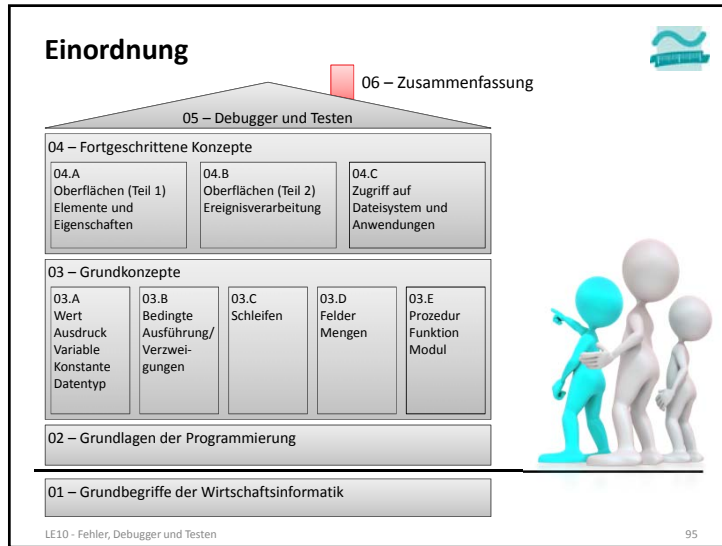 Einordnung
06 – Zusammenfassung
05 – Debugger und Testen
04 – Fortgeschrittene Konzepte
04.A
Oberflächen (Teil 1)
Elemente und
Eigenschaften
04.B
Oberflächen (Teil 2)
Ereignisverarbeitung
04.C
Zugriff auf
Dateisystem und
Anwendungen
03 – Grundkonzepte
03.A
Wert
Ausdruck
Variable
Konstante
Datentyp
03.B
Bedingte
Ausführung/
Verzwei-
gungen
03.C
Schleifen
03.D
Felder
Mengen
03.E
Prozedur
Funktion
Modul
02 – Grundlagen der Programmierung
01 – Grundbegriffe der Wirtschaftsinformatik
LE10 - Fehler, Debugger und Testen
95